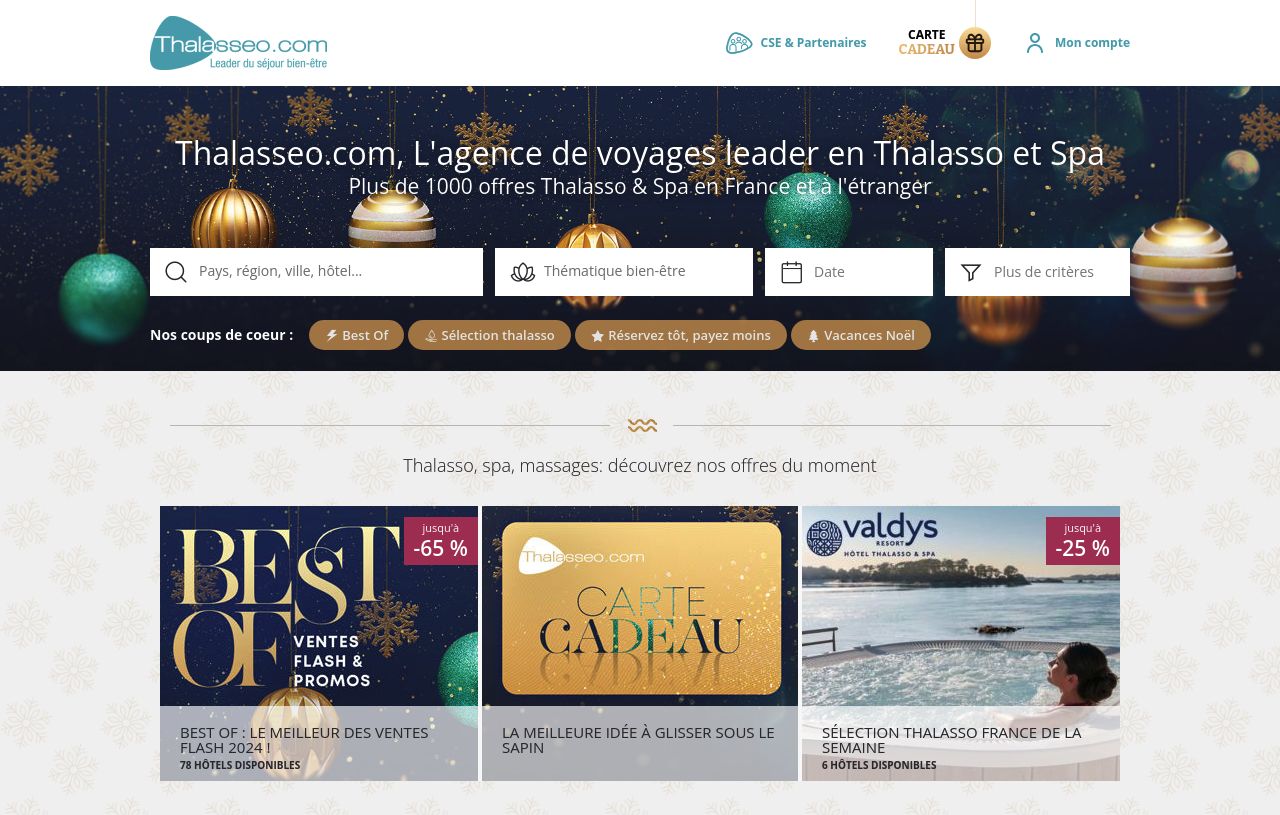 Thalasseo.com
Leader du séjour bien-être
CSE & Partenaires
CARTE
CADEAU
Mon compte
Thalasseo.com, L'agence de voyages leader en Thalasso et Spa
Plus de 1000 offres Thalasso & Spa en France et à l'étranger
Pays, région, ville, hôtel...
Thématique bien-être
Date
Plus de critères
Nos coups de coeur :
Best Of
Sélection thalasso
Réservez tôt, payez moins
Vacances Noël
Thalasso, spa, massages: découvrez nos offres du moment
BEST
OF
VENTES
FLASH &
PROMOS
jusqu'à
-65 %
BEST OF : LE MEILLEUR DES VENTES
FLASH 2024 !
78 HÔTELS DISPONIBLES
Thalasseo.com
CARTE
CADEAU
LA MEILLEURE IDÉE À GLISSER SOUS LE
SAPIN
valdys
RESORT
HÔTEL THALASSO & SPA
jusqu'à
-25 %
SÉLECTION THALASSO FRANCE DE LA
SEMAINE
6 HÔTELS DISPONIBLES